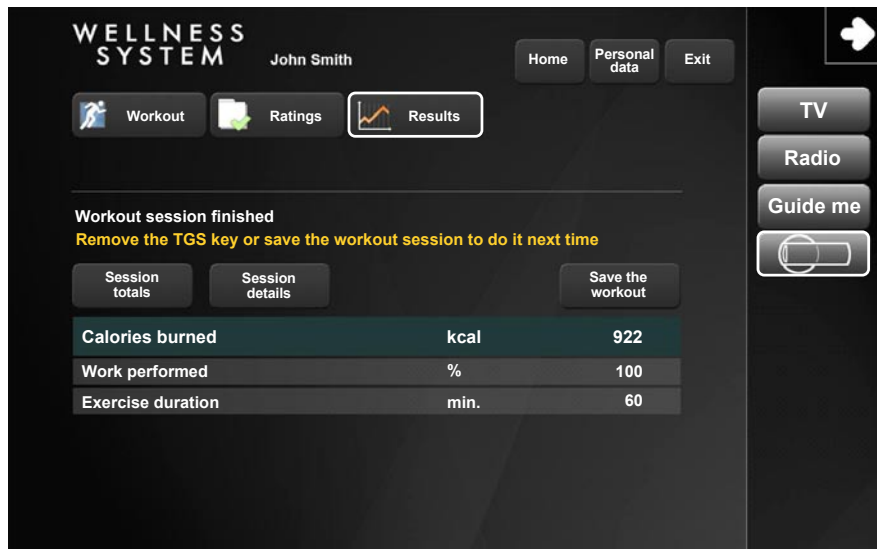 WELLNESS
SYSTEM
John Smith
Home
Personal
data
Exit
Workout
Ratings
Results
TV
Radio
Guide me
Workout session finished
Remove the TGS key or save the workout session to do it next time
Session
totals
Session
details
Save the
workout
Calories burned kcal 922
Work performed % 100
Exercise duration min. 60